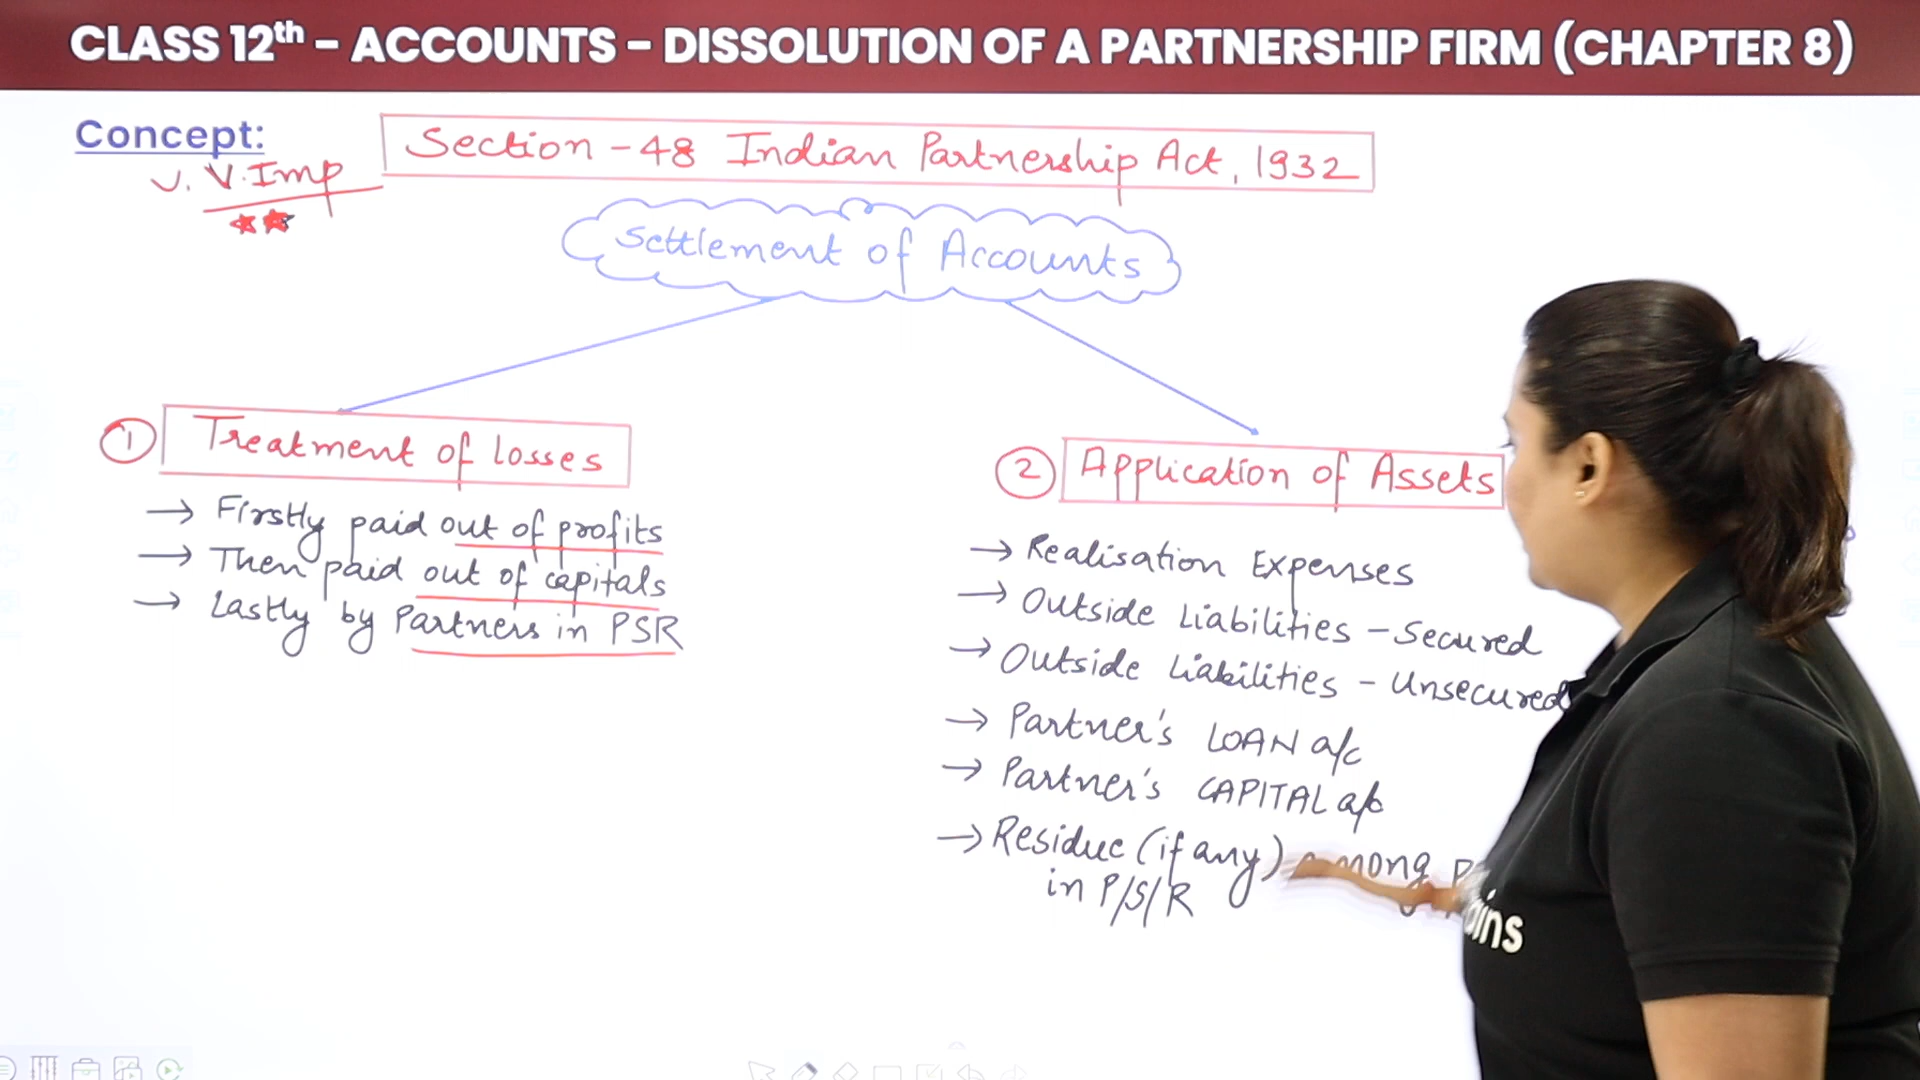 CLASS 12th - ACCOUNTS - DISSOLUTION OF A PARTNERSHIP FIRM (CHAPTER 8)
Concept:
V. V. Imp
Section - 48 Indian Partnership Act, 1932
Settlement of Accounts
1 Treatment of losses
→ Firstly paid out of profits
→ Then paid out of capitals
→ Lastly by Partners in PSR
2 Application of Assets
→ Realisation Expenses
→ Outside Liabilities - Secured
→ Outside Liabilities - Unsecured
→ Partner's LOAN a/c
→ Partner's CAPITAL a/c
→ Residue (if any) among
in P/S/R